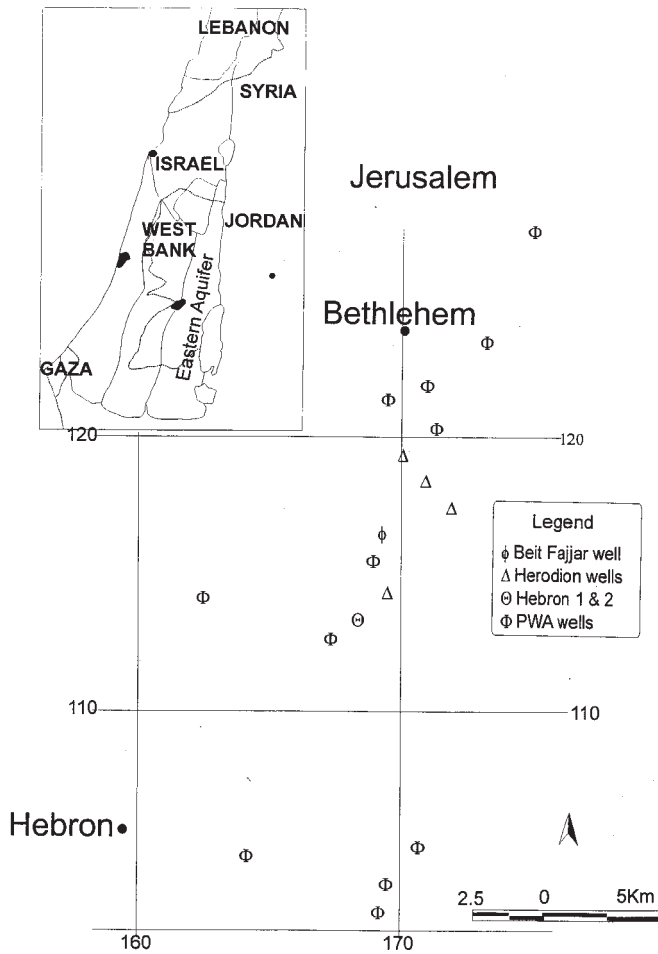 LEBANON
SYRIA
ISRAEL
JORDAN
WEST
BANK
Eastern Aquifer
GAZA
Jerusalem
Φ
Bethlehem
Φ
Φ
Φ
Φ
120
120
Δ
Δ
Δ
ϕ
Φ
Δ
Φ
Θ
Φ
Legend
ϕ Beit Fajjar well
Δ Herodion wells
Θ Hebron 1 & 2
Φ PWA wells
110
110
Hebron
Φ
Φ
Φ
Φ
2.5 0 5Km
160
170